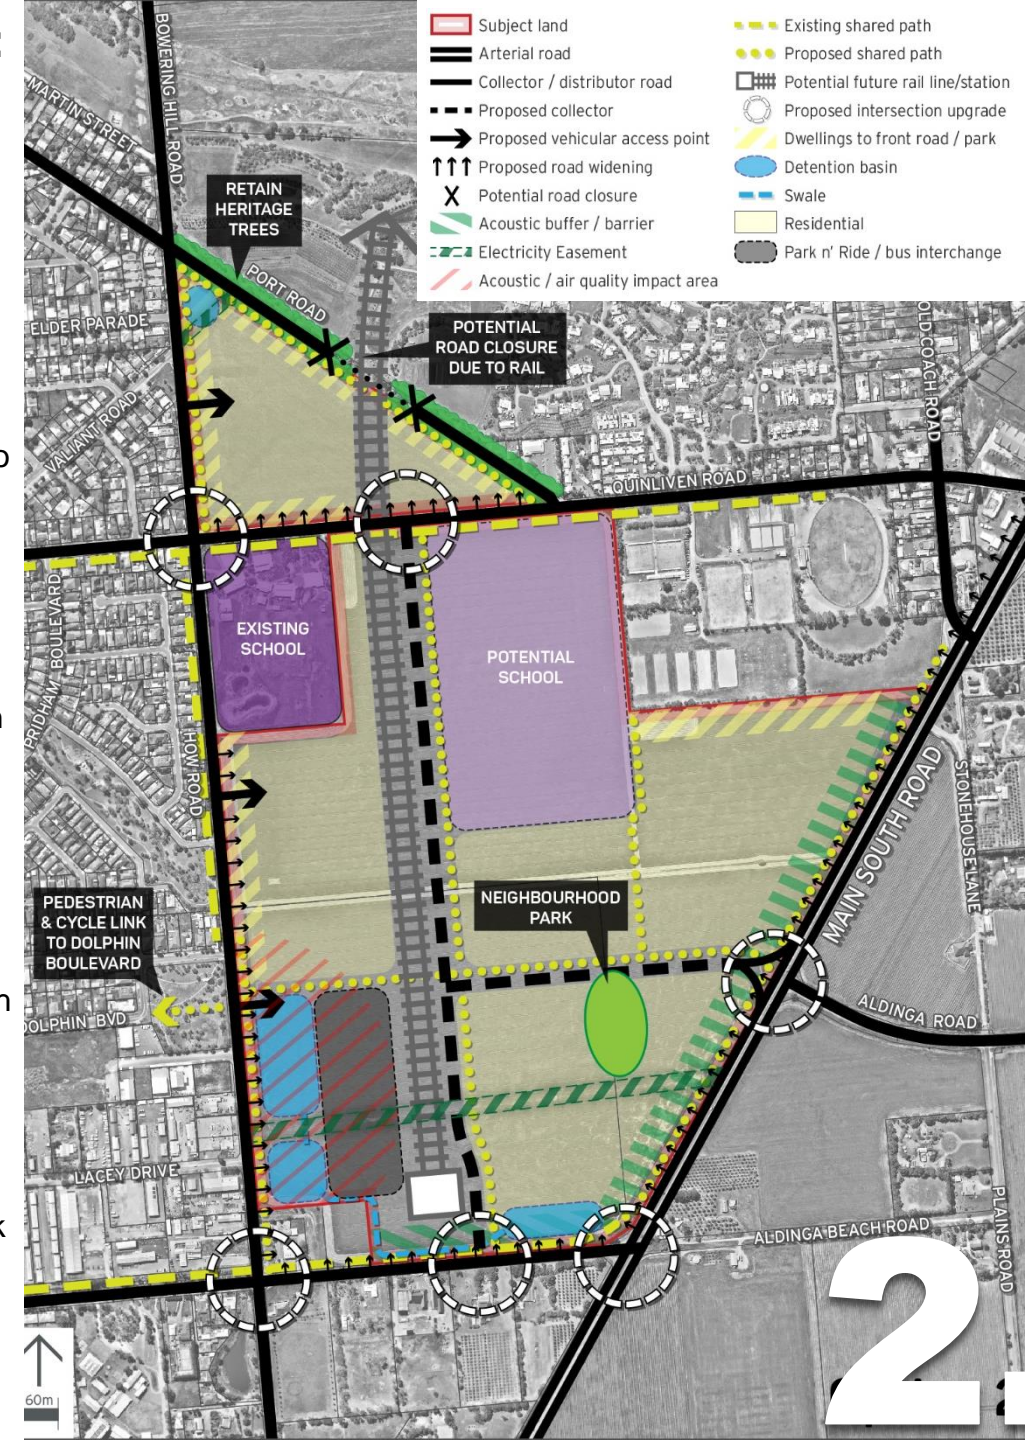 Subject land
Arterial road
Collector / distributor road
Proposed collector
Proposed vehicular access point
Proposed road widening
Potential road closure
Acoustic buffer / barrier
Electricity Easement
Acoustic / air quality impact area
Existing shared path
Proposed shared path
Potential future rail line/station
Proposed intersection upgrade
Dwellings to front road / park
Detention basin
Swale
Residential
Park n' Ride / bus interchange
BOWERING HILL ROAD
MARTIN STREET
RETAIN
HERITAGE
TREES
PORT ROAD
ELDER PARADE
POTENTIAL
ROAD CLOSURE
DUE TO RAIL
OLD COACH ROAD
VALIANT ROAD
QUINLIVEN ROAD
EXISTING
SCHOOL
POTENTIAL
SCHOOL
PRIDHAM BOULEVARD
HOW ROAD
MAIN SOUTH ROAD
STONEHOUSE LANE
PEDESTRIAN
& CYCLE LINK
TO DOLPHIN
BOULEVARD
NEIGHBOURHOOD
PARK
DOLPHIN BVD
ALDINGA ROAD
LACEY DRIVE
ALDINGA BEACH ROAD
PLAINS ROAD
60m
2.